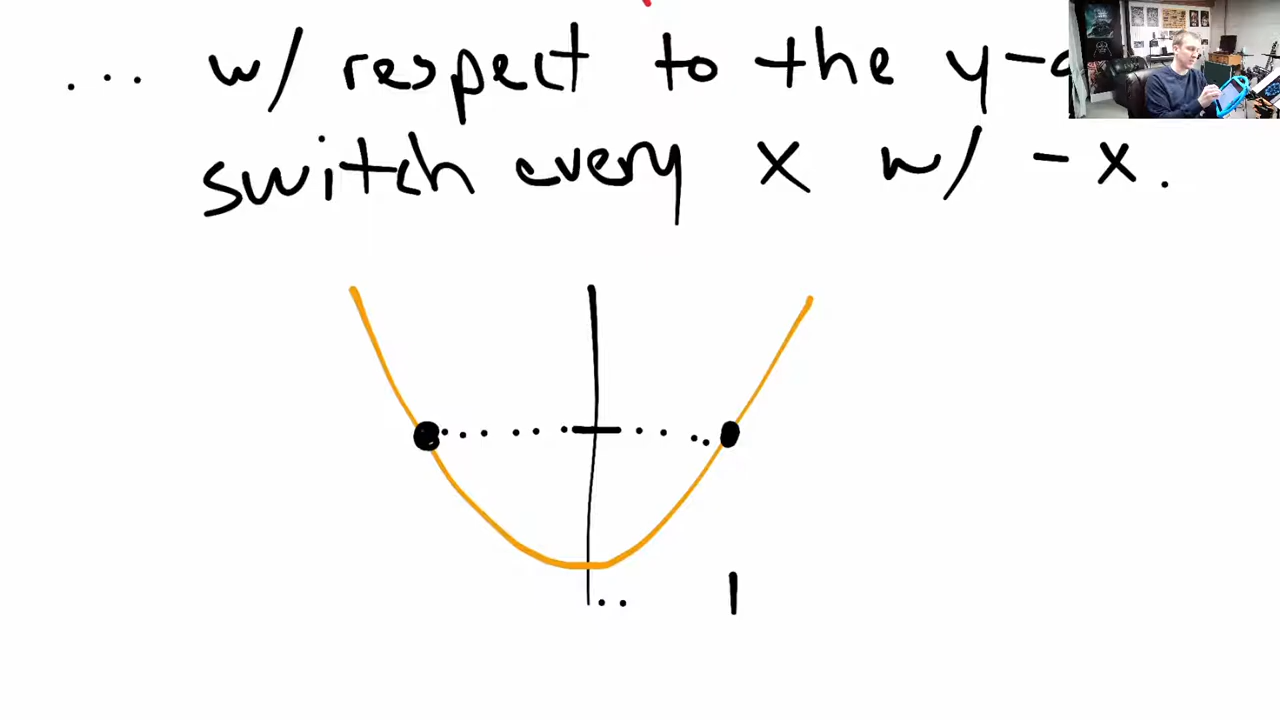 ... w/ respect to the
switch every x w/ -x.